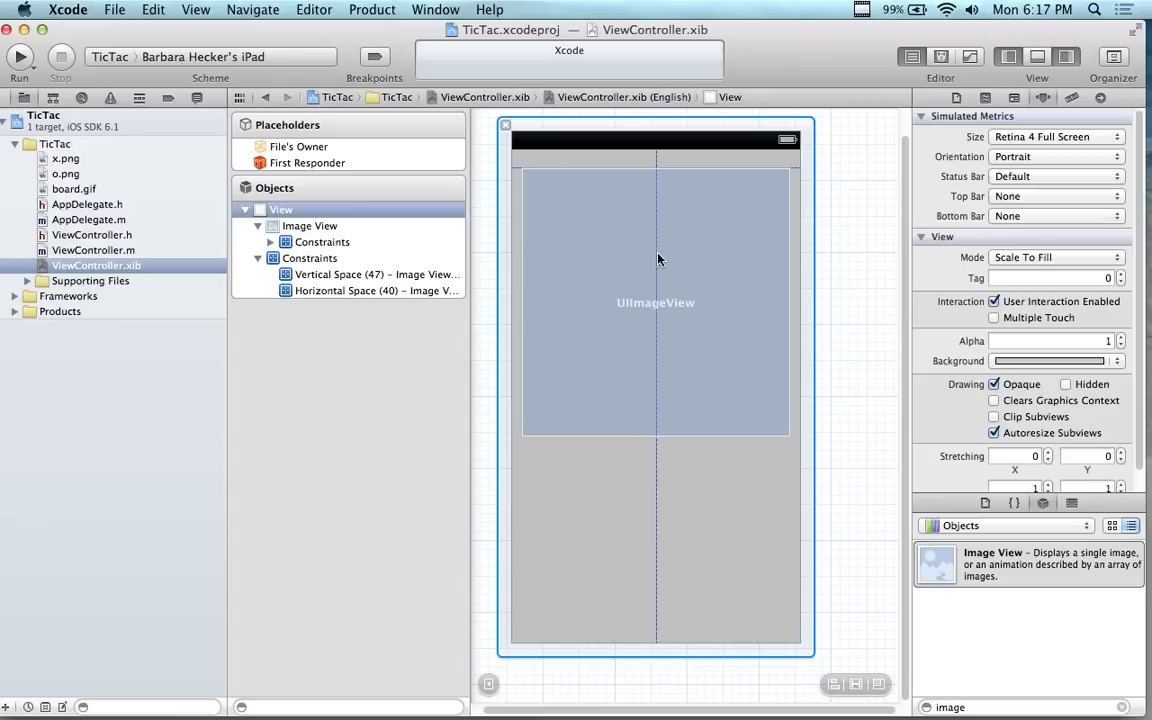 Xcode File Edit View Navigate Editor Product Window Help 99% Mon 6:17 PM
TicTac.xcodeproj — ViewController.xib
TicTac Barbara Hecker's iPad
Xcode
Run Stop Scheme Breakpoints Editor View Organizer
TicTac TicTac ViewController.xib ViewController.xib (English) View
TicTac
1 target, iOS SDK 6.1
TicTac
x.png
o.png
board.gif
AppDelegate.h
AppDelegate.m
ViewController.h
ViewController.m
ViewController.xib
Supporting Files
Frameworks
Products
Placeholders
File's Owner
First Responder
Objects
View
Image View
Constraints
Constraints
Vertical Space (47) – Image View...
Horizontal Space (40) – Image V...
UIImageView
Simulated Metrics
Size Retina 4 Full Screen
Orientation Portrait
Status Bar Default
Top Bar None
Bottom Bar None
View
Mode Scale To Fill
Tag 0
Interaction User Interaction Enabled
Multiple Touch
Alpha 1
Background
Drawing Opaque Hidden
Clears Graphics Context
Clip Subviews
Autoresize Subviews
Stretching 0 0
X Y
1 1
Objects
Image View – Displays a single image,
or an animation described by an array of
images.
image